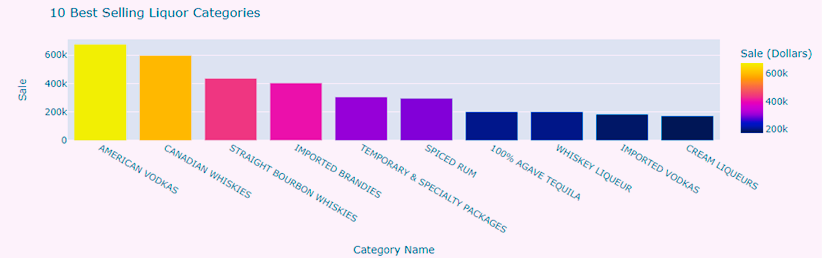 10 Best Selling Liquor Categories
Sale (Dollars)
600k
400k
200k
Sale
600k
400k
200k
0
AMERICAN VODKAS
CANADIAN WHISKIES
STRAIGHT BOURBON WHISKIES
IMPORTED BRANDIES
TEMPORARY & SPECIALTY PACKAGES
SPICED RUM
100% AGAVE TEQUILA
WHISKEY LIQUEUR
IMPORTED VODKAS
CREAM LIQUEURS
Category Name